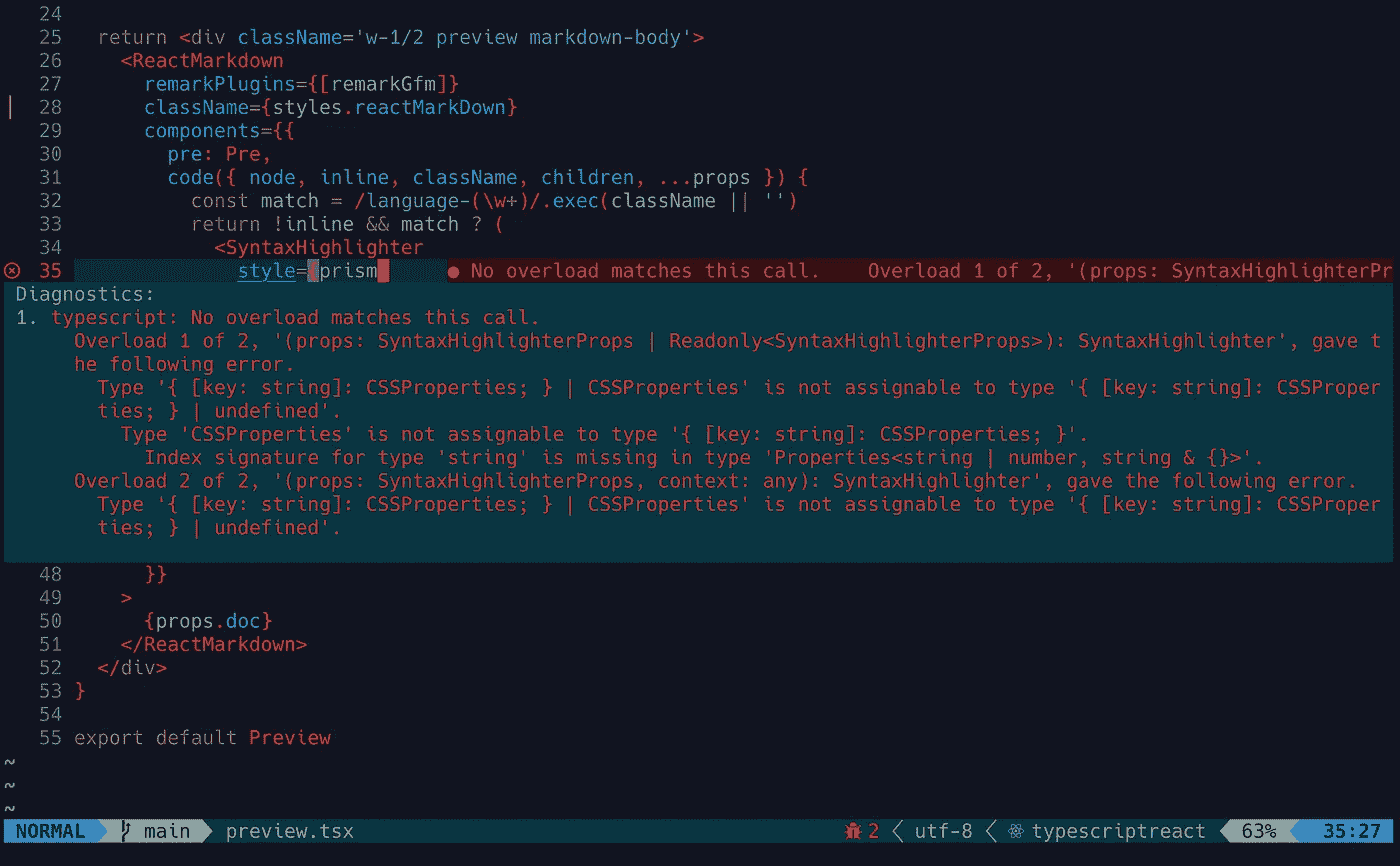 24
25 return <div className='w-1/2 preview markdown-body'>
26 <ReactMarkdown
27 remarkPlugins={[remarkGfm]}
28 className={styles.reactMarkDown}
29 components={{
30 pre: Pre,
31 code({ node, inline, className, children, ...props }) {
32 const match = /language-(\w+)/.exec(className || '')
33 return !inline && match ? (
34 <SyntaxHighlighter
35 style={prism} ● No overload matches this call. Overload 1 of 2, '(props: SyntaxHighlighterPr
Diagnostics:
1. typescript: No overload matches this call.
Overload 1 of 2, '(props: SyntaxHighlighterProps | Readonly<SyntaxHighlighterProps>): SyntaxHighlighter', gave t
he following error.
Type '{ [key: string]: CSSProperties; } | CSSProperties' is not assignable to type '{ [key: string]: CSSProper
ties; } | undefined'.
Type 'CSSProperties' is not assignable to type '{ [key: string]: CSSProperties; }'.
Index signature for type 'string' is missing in type 'Properties<string | number, string & {}>'.
Overload 2 of 2, '(props: SyntaxHighlighterProps, context: any): SyntaxHighlighter', gave the following error.
Type '{ [key: string]: CSSProperties; } | CSSProperties' is not assignable to type '{ [key: string]: CSSProper
ties; } | undefined'.
48 }}
49 >
50 {props.doc}
51 </ReactMarkdown>
52 </div>
53 }
54
55 export default Preview
~
~
~
NORMAL main preview.tsx 2 utf-8 typescriptreact 63% 35:27